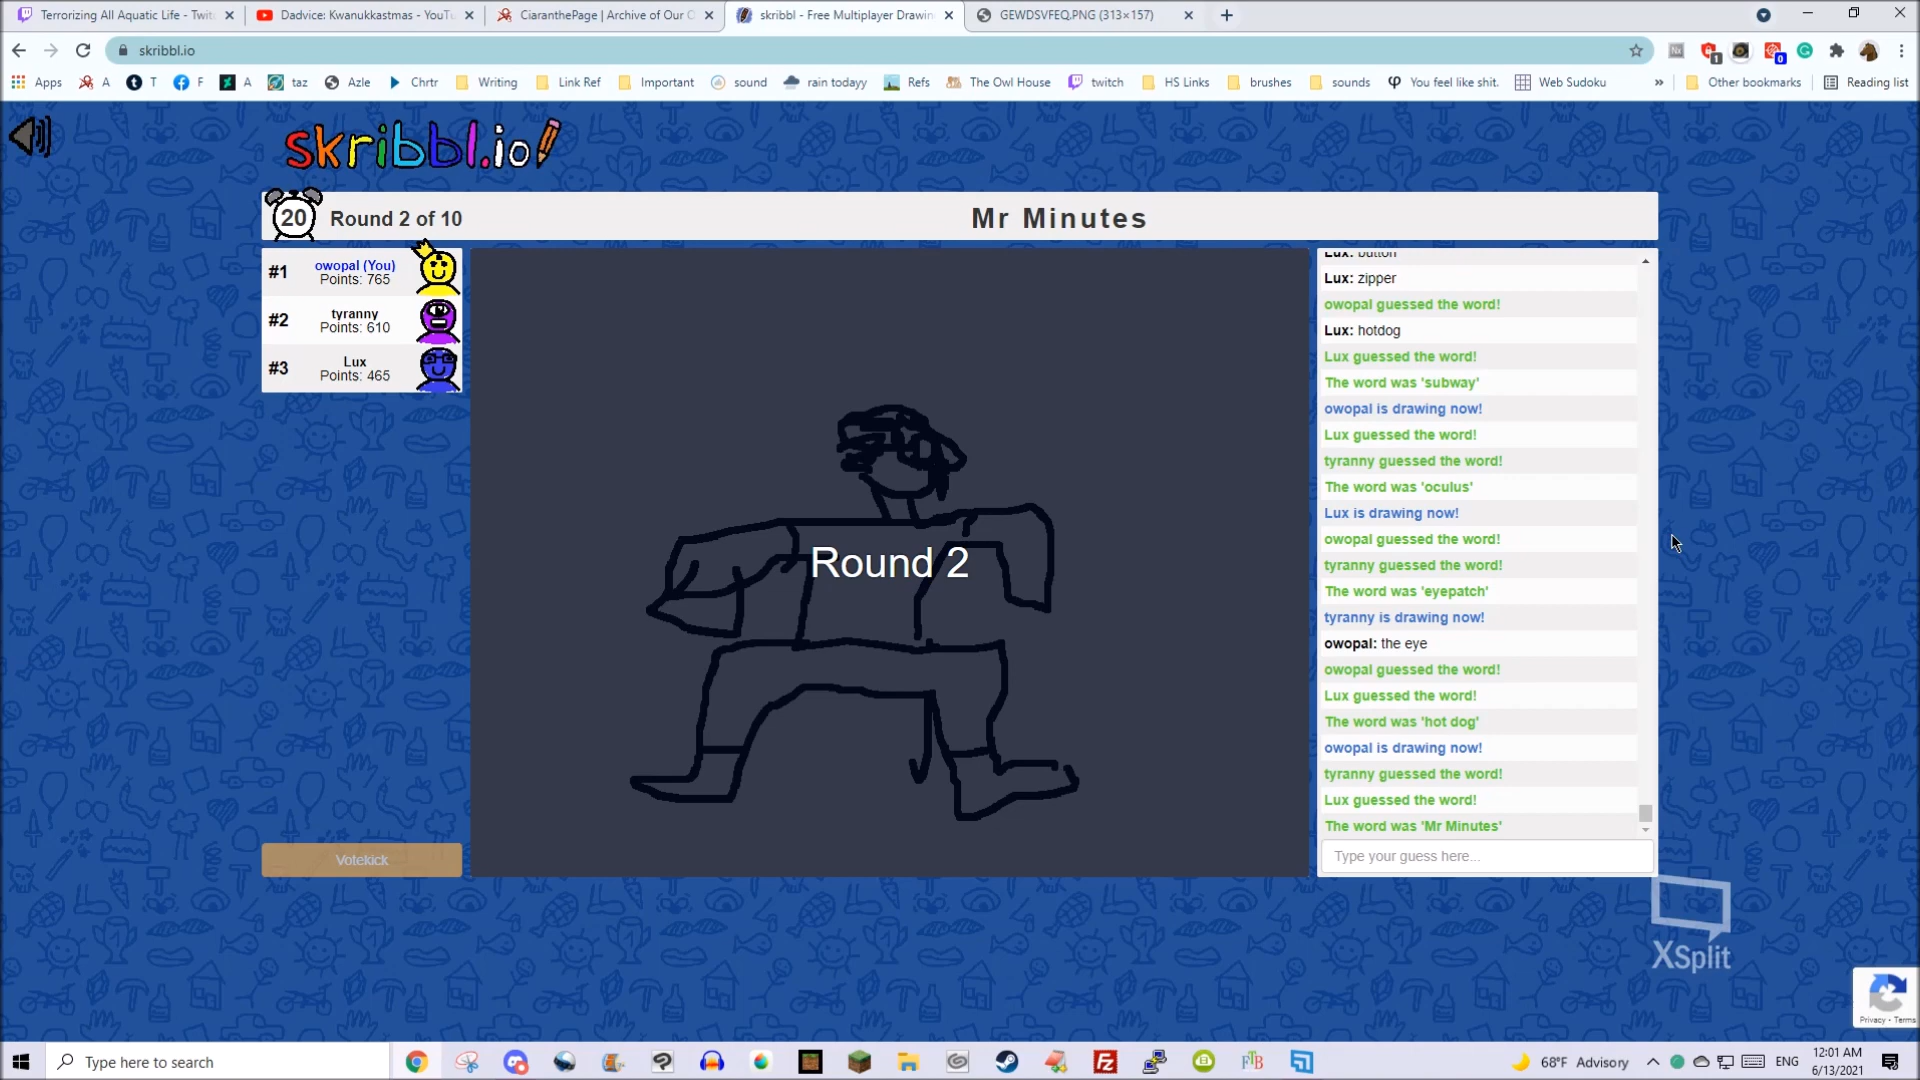 Terrorizing All Aquatic Life - Twit
Dadvice: Kwanukkastmas - YouTu
CiaranthePage | Archive of Our O
skribbl - Free Multiplayer Drawin
GEWDSVFEQ.PNG (313×157)
skribbl.io
Apps
A
T
F
A
taz
Azle
Chrtr
Writing
Link Ref
Important
sound
rain todayy
Refs
The Owl House
twitch
HS Links
brushes
sounds
You feel like shit.
Web Sudoku
»
Other bookmarks
Reading list
skribbl.io
20
Round 2 of 10
Mr Minutes
#1
owopal (You)
Points: 765
#2
tyranny
Points: 610
#3
Lux
Points: 465
Votekick
Round 2
Lux: button
Lux: zipper
owopal guessed the word!
Lux: hotdog
Lux guessed the word!
The word was 'subway'
owopal is drawing now!
Lux guessed the word!
tyranny guessed the word!
The word was 'oculus'
Lux is drawing now!
owopal guessed the word!
tyranny guessed the word!
The word was 'eyepatch'
tyranny is drawing now!
owopal: the eye
owopal guessed the word!
Lux guessed the word!
The word was 'hot dog'
owopal is drawing now!
tyranny guessed the word!
Lux guessed the word!
The word was 'Mr Minutes'
Type your guess here...
XSplit
Privacy - Terms
Type here to search
68°F Advisory
ENG
12:01 AM
6/13/2021